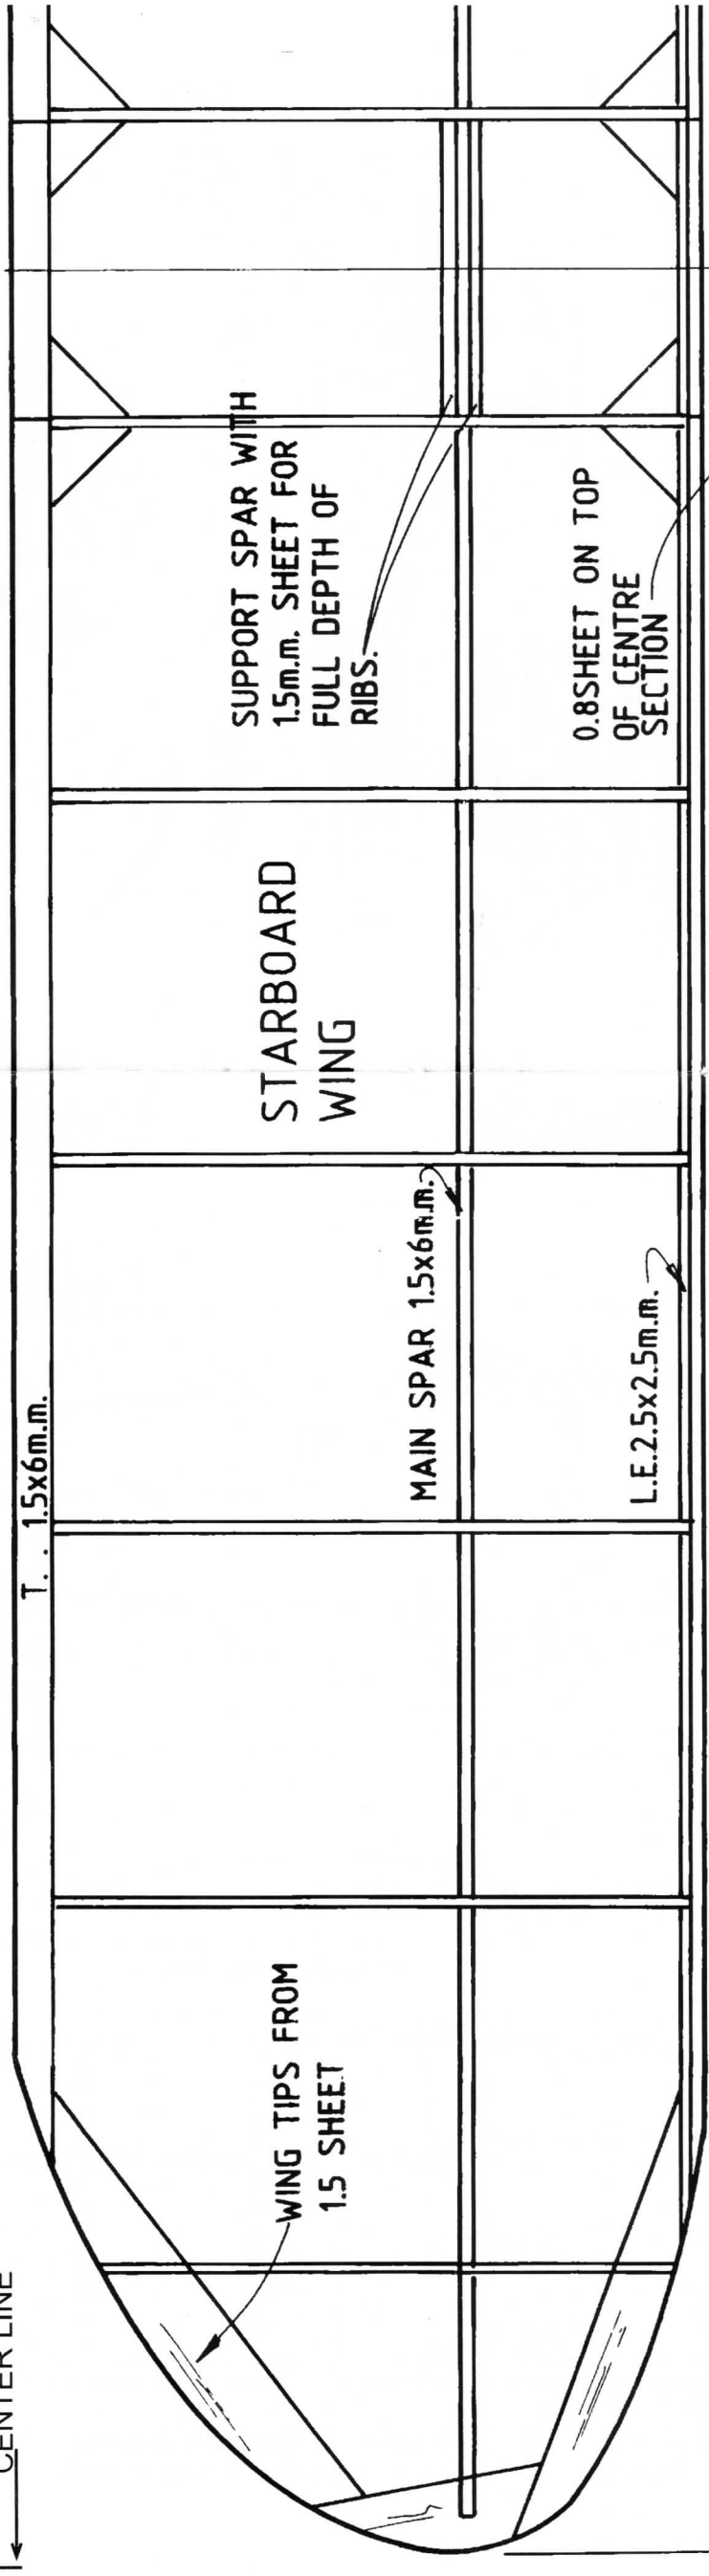 CENTER LINE
T. . 1.5x6m.m.
SUPPORT SPAR WITH
1.5m.m. SHEET FOR
FULL DEPTH OF
RIBS.
STARBOARD
WING
WING TIPS FROM
1.5 SHEET
MAIN SPAR 1.5x6m.m.
0.8SHEET ON TOP
OF CENTRE
SECTION
L.E.2.5x2.5m.m.